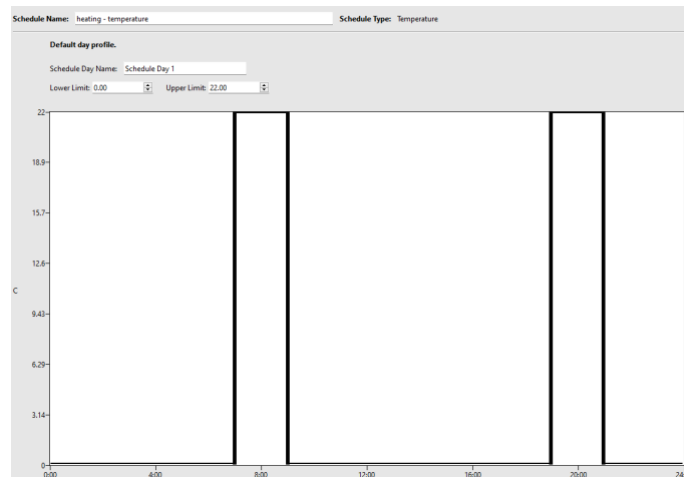 Schedule Name: heating - temperature Schedule Type: Temperature
Default day profile.
Schedule Day Name: Schedule Day 1
Lower Limit: 0.00 Upper Limit: 22.00
22
18.9
15.7
12.6
C
9.43
6.29
3.14
0
0:00 4:00 8:00 12:00 16:00 20:00 24: